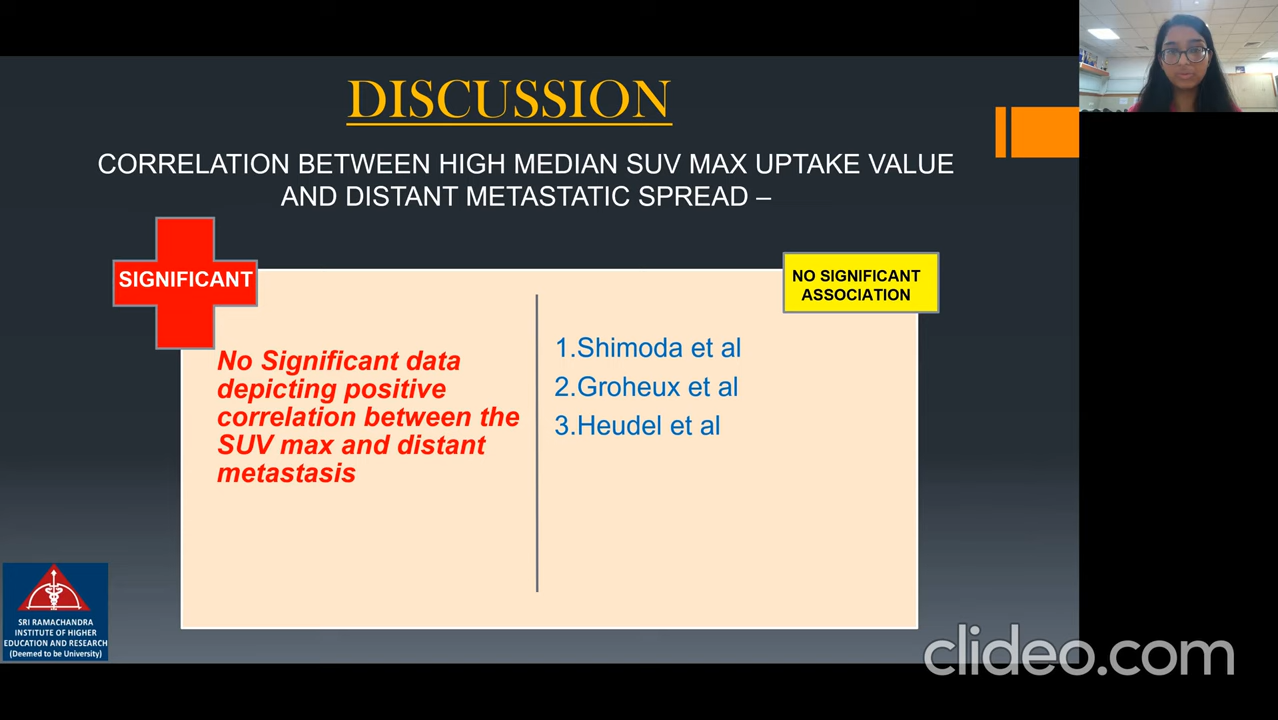 DISCUSSION
CORRELATION BETWEEN HIGH MEDIAN SUV MAX UPTAKE VALUE
AND DISTANT METASTATIC SPREAD –
SIGNIFICANT
NO SIGNIFICANT
ASSOCIATION
No Significant data
depicting positive
correlation between the
SUV max and distant
metastasis
1.Shimoda et al
2.Groheux et al
3.Heudel et al
SRI RAMACHANDRA
INSTITUTE OF HIGHER
EDUCATION AND RESEARCH
(Deemed to be University)
clideo.com